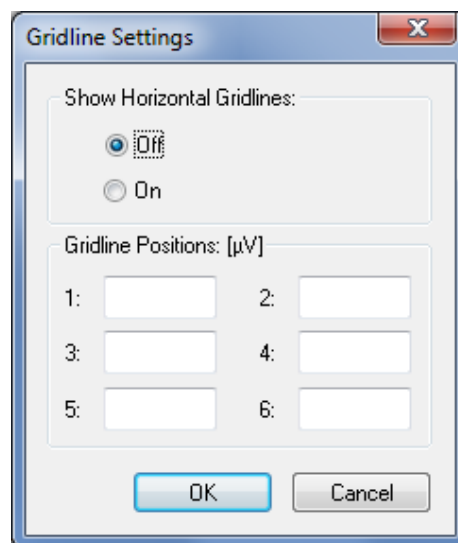 Gridline Settings
Show Horizontal Gridlines:
Off
On
Gridline Positions: [µV]
1: 2:
3: 4:
5: 6:
OK Cancel